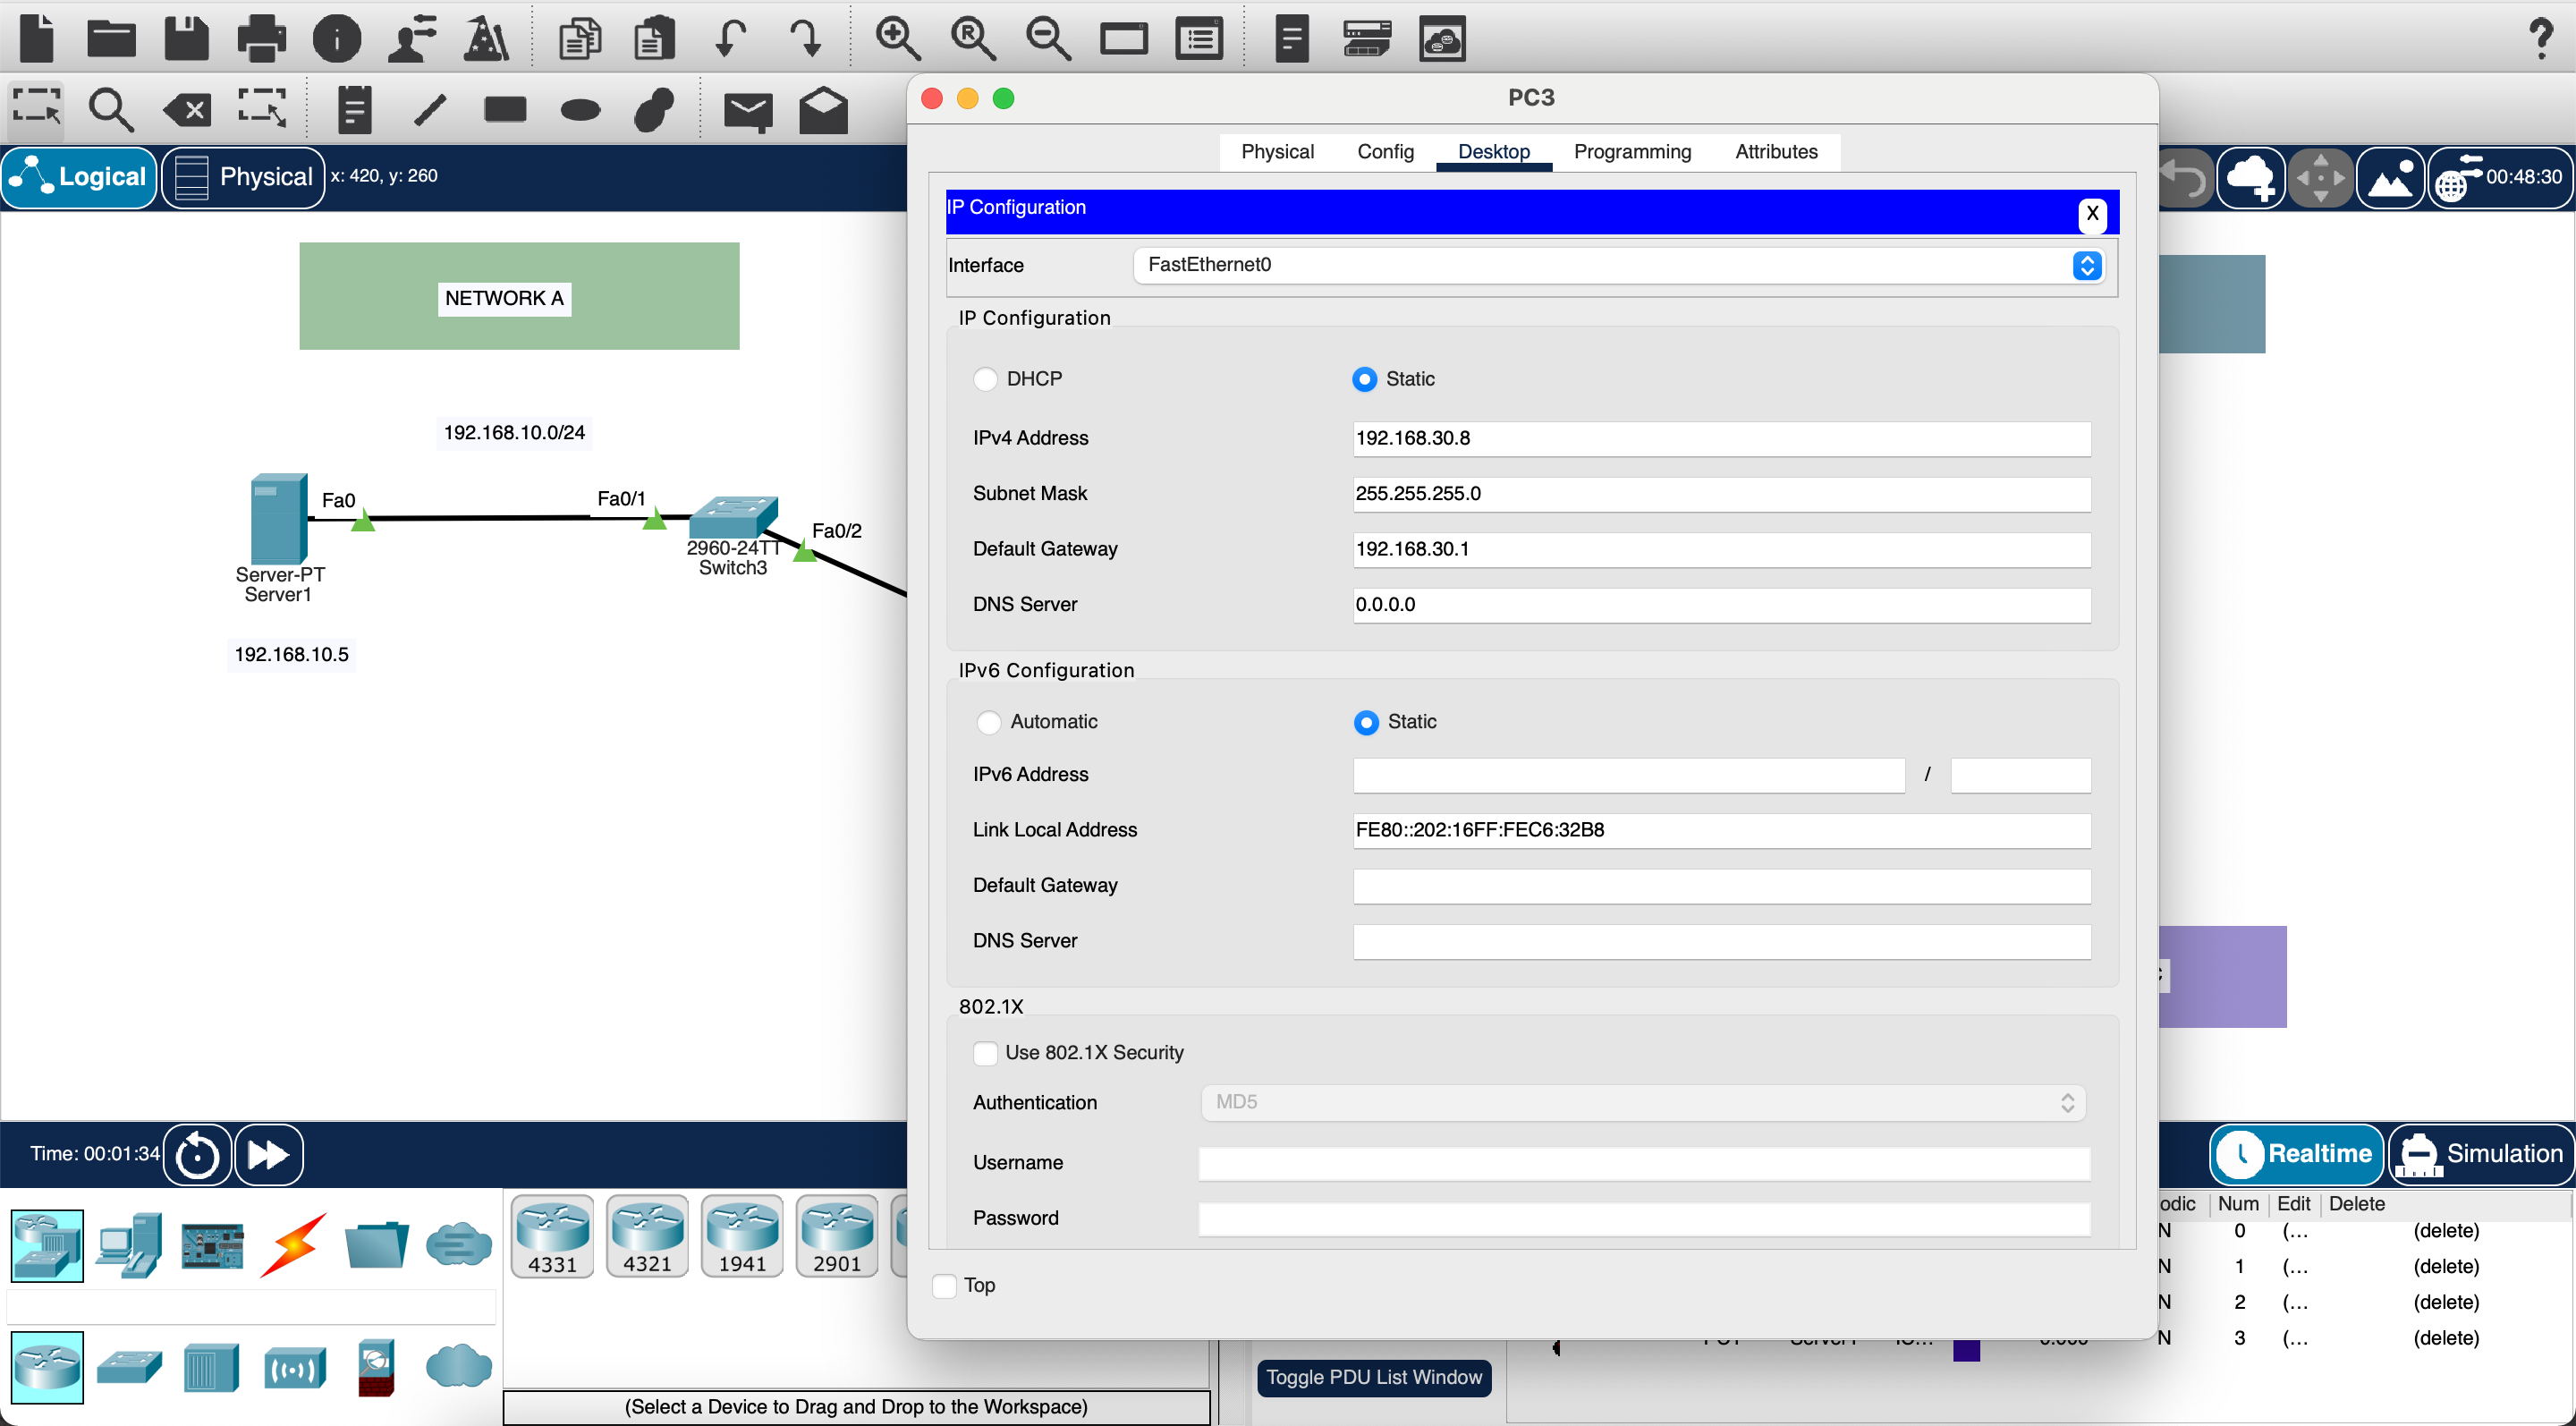 PC3
Physical
Config
Desktop
Programming
Attributes
Logical
Physical
x: 420, y: 260
00:48:30
IP Configuration
X
Interface
FastEthernet0
NETWORK A
IP Configuration
DHCP
Static
192.168.10.0/24
IPv4 Address
192.168.30.8
Subnet Mask
255.255.255.0
Fa0
Fa0/1
Fa0/2
2960-24TT
Switch3
Default Gateway
192.168.30.1
Server-PT
Server1
DNS Server
0.0.0.0
192.168.10.5
IPv6 Configuration
Automatic
Static
IPv6 Address
/
Link Local Address
FE80::202:16FF:FEC6:32B8
Default Gateway
DNS Server
802.1X
Use 802.1X Security
Authentication
MD5
Username
Password
Top
Time: 00:01:34
Realtime
Simulation
odic
Num
Edit
Delete
N
0
(...
(delete)
N
1
(...
(delete)
N
2
(...
(delete)
N
3
(...
(delete)
4331
4321
1941
2901
Toggle PDU List Window
(Select a Device to Drag and Drop to the Workspace)